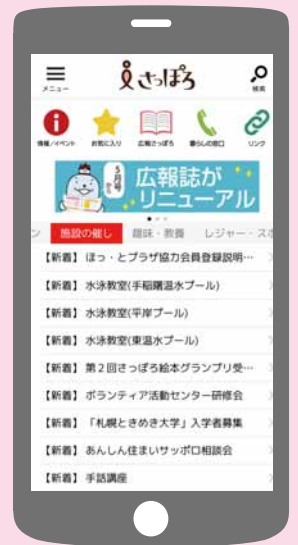 メニュー
iさっぽろ
検索
情報/イベント
お気に入り
広報さっぽろ
暮らしの窓口
リンク
5月号から
広報誌が
リニューアル
ン 施設の催し 趣味・教養 レジャー・スポ
【新着】 ほっ・とプラザ協力会員登録説明…
【新着】 水泳教室(手稲曙温水プール)
【新着】 水泳教室(平岸プール)
【新着】 水泳教室(東温水プール)
【新着】 第2回さっぽろ絵本グランプリ受…
【新着】 ボランティア活動センター研修会
【新着】 「札幌ときめき大学」入学者募集
【新着】 あんしん住まいサッポロ相談会
【新着】 手話講座